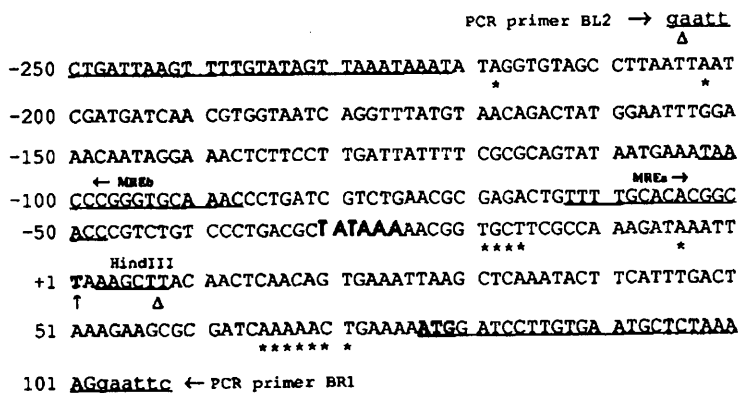 PCR primer BL2 → gaatt
Δ
-250 CTGATTAAGT TTTGTATAGT TAAATAAATA TAGGTGTAGC CTTAATTAAT
* *
-200 CGATGATCAA CGTGGTAATC AGGTTTATGT AACAGACTAT GGAATTTGGA
-150 AACAATAGGA AACTCTTCCT TGATTATTTT CGCGCAGTAT AATGAAATAA
← MREb MREa →
-100 CCCGGGTGCA AACCCTGATC GTCTGAACGC GAGACTGTTT TGCACACGGC
-50 ACCCGTCTGT CCCTGACGCT ATAAAAACGG TGCTTCGCCA AAGATAAATT
**** *
HindIII
+1 TAAAGCTTAC AACTCAACAG TGAAATTAAG CTCAAATACT TCATTTGACT
↑ Δ
51 AAAGAAGCGC GATCAAAAAC TGAAAAATGG ATCCTTGTGA ATGCTCTAAA
****** *
101 AGgaattc ← PCR primer BR1